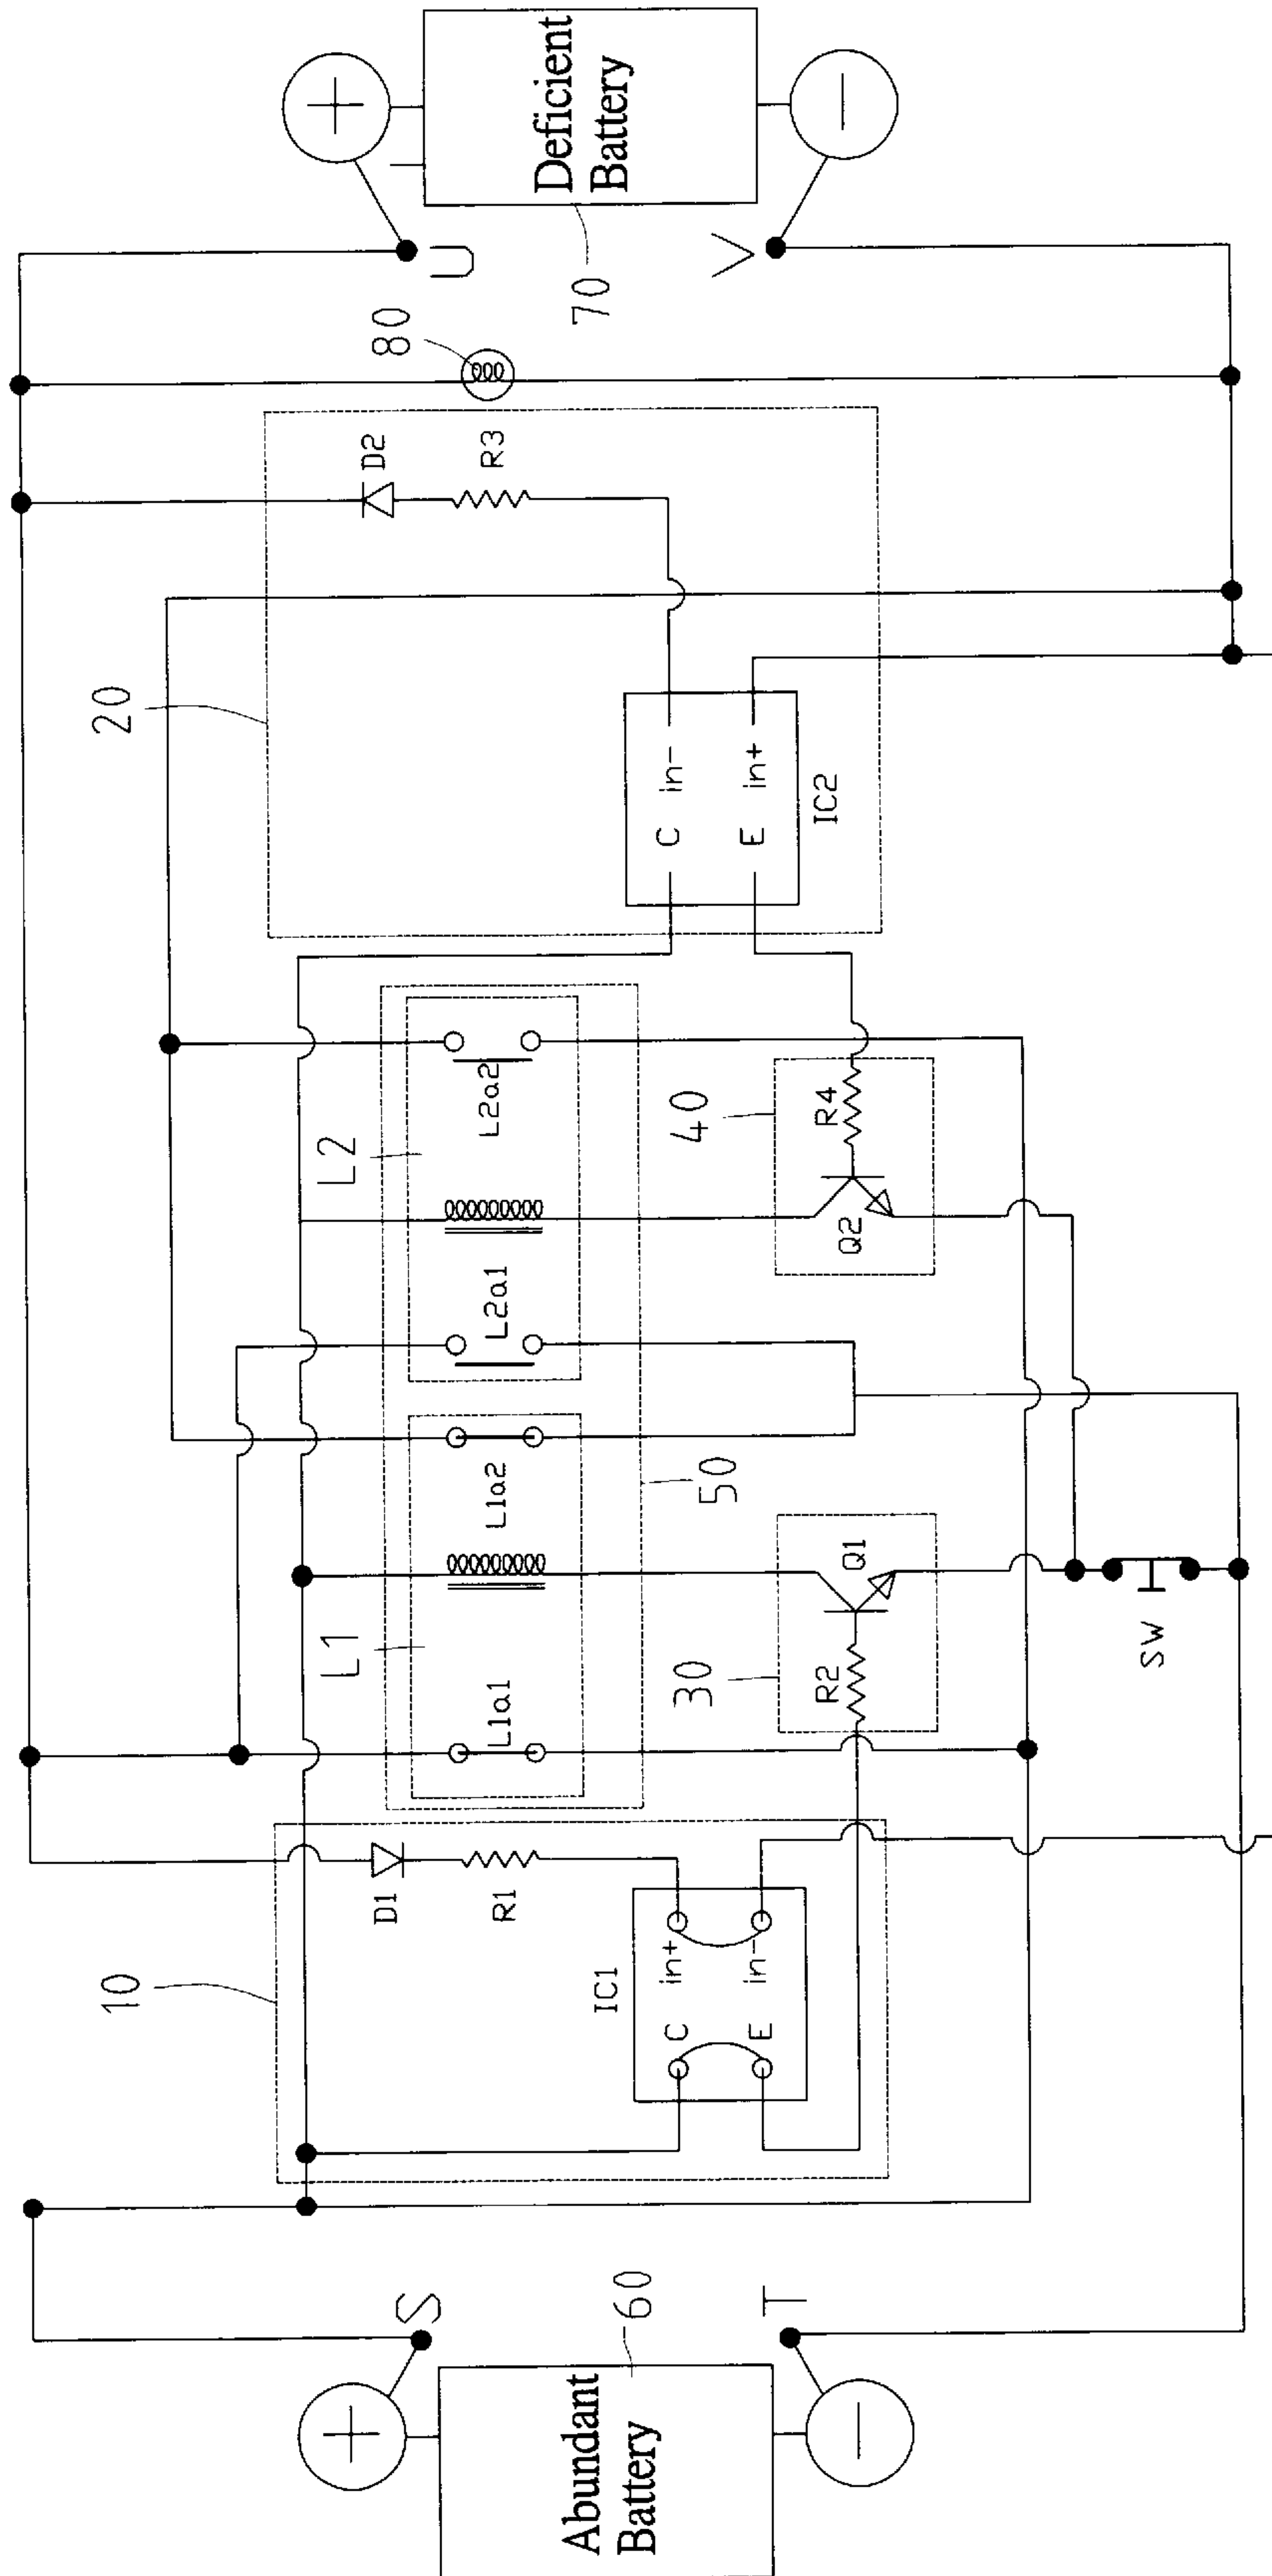 Abundant
Battery
60
S
T
10
D1
R1
IC1
C
in+
E
in-
L1
L1a1
L1a2
50
30
R2
Q1
SW
L2
L2a1
L2a2
40
Q2
R4
20
D2
R3
C
in-
E
in+
IC2
80
U
V
70
Deficient
Battery